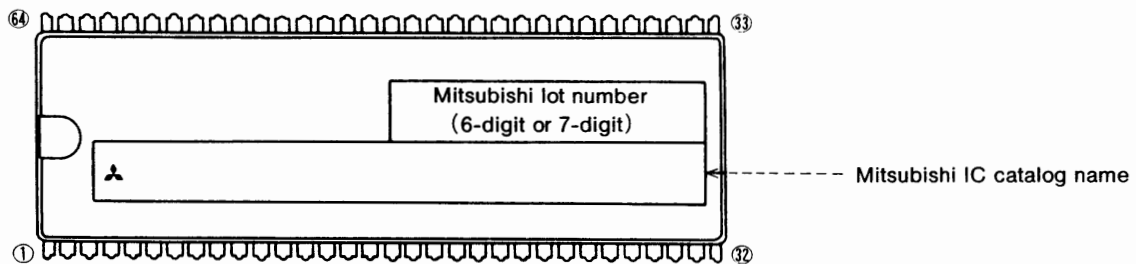 64 33
Mitsubishi lot number
(6-digit or 7-digit)
Mitsubishi IC catalog name
1 32